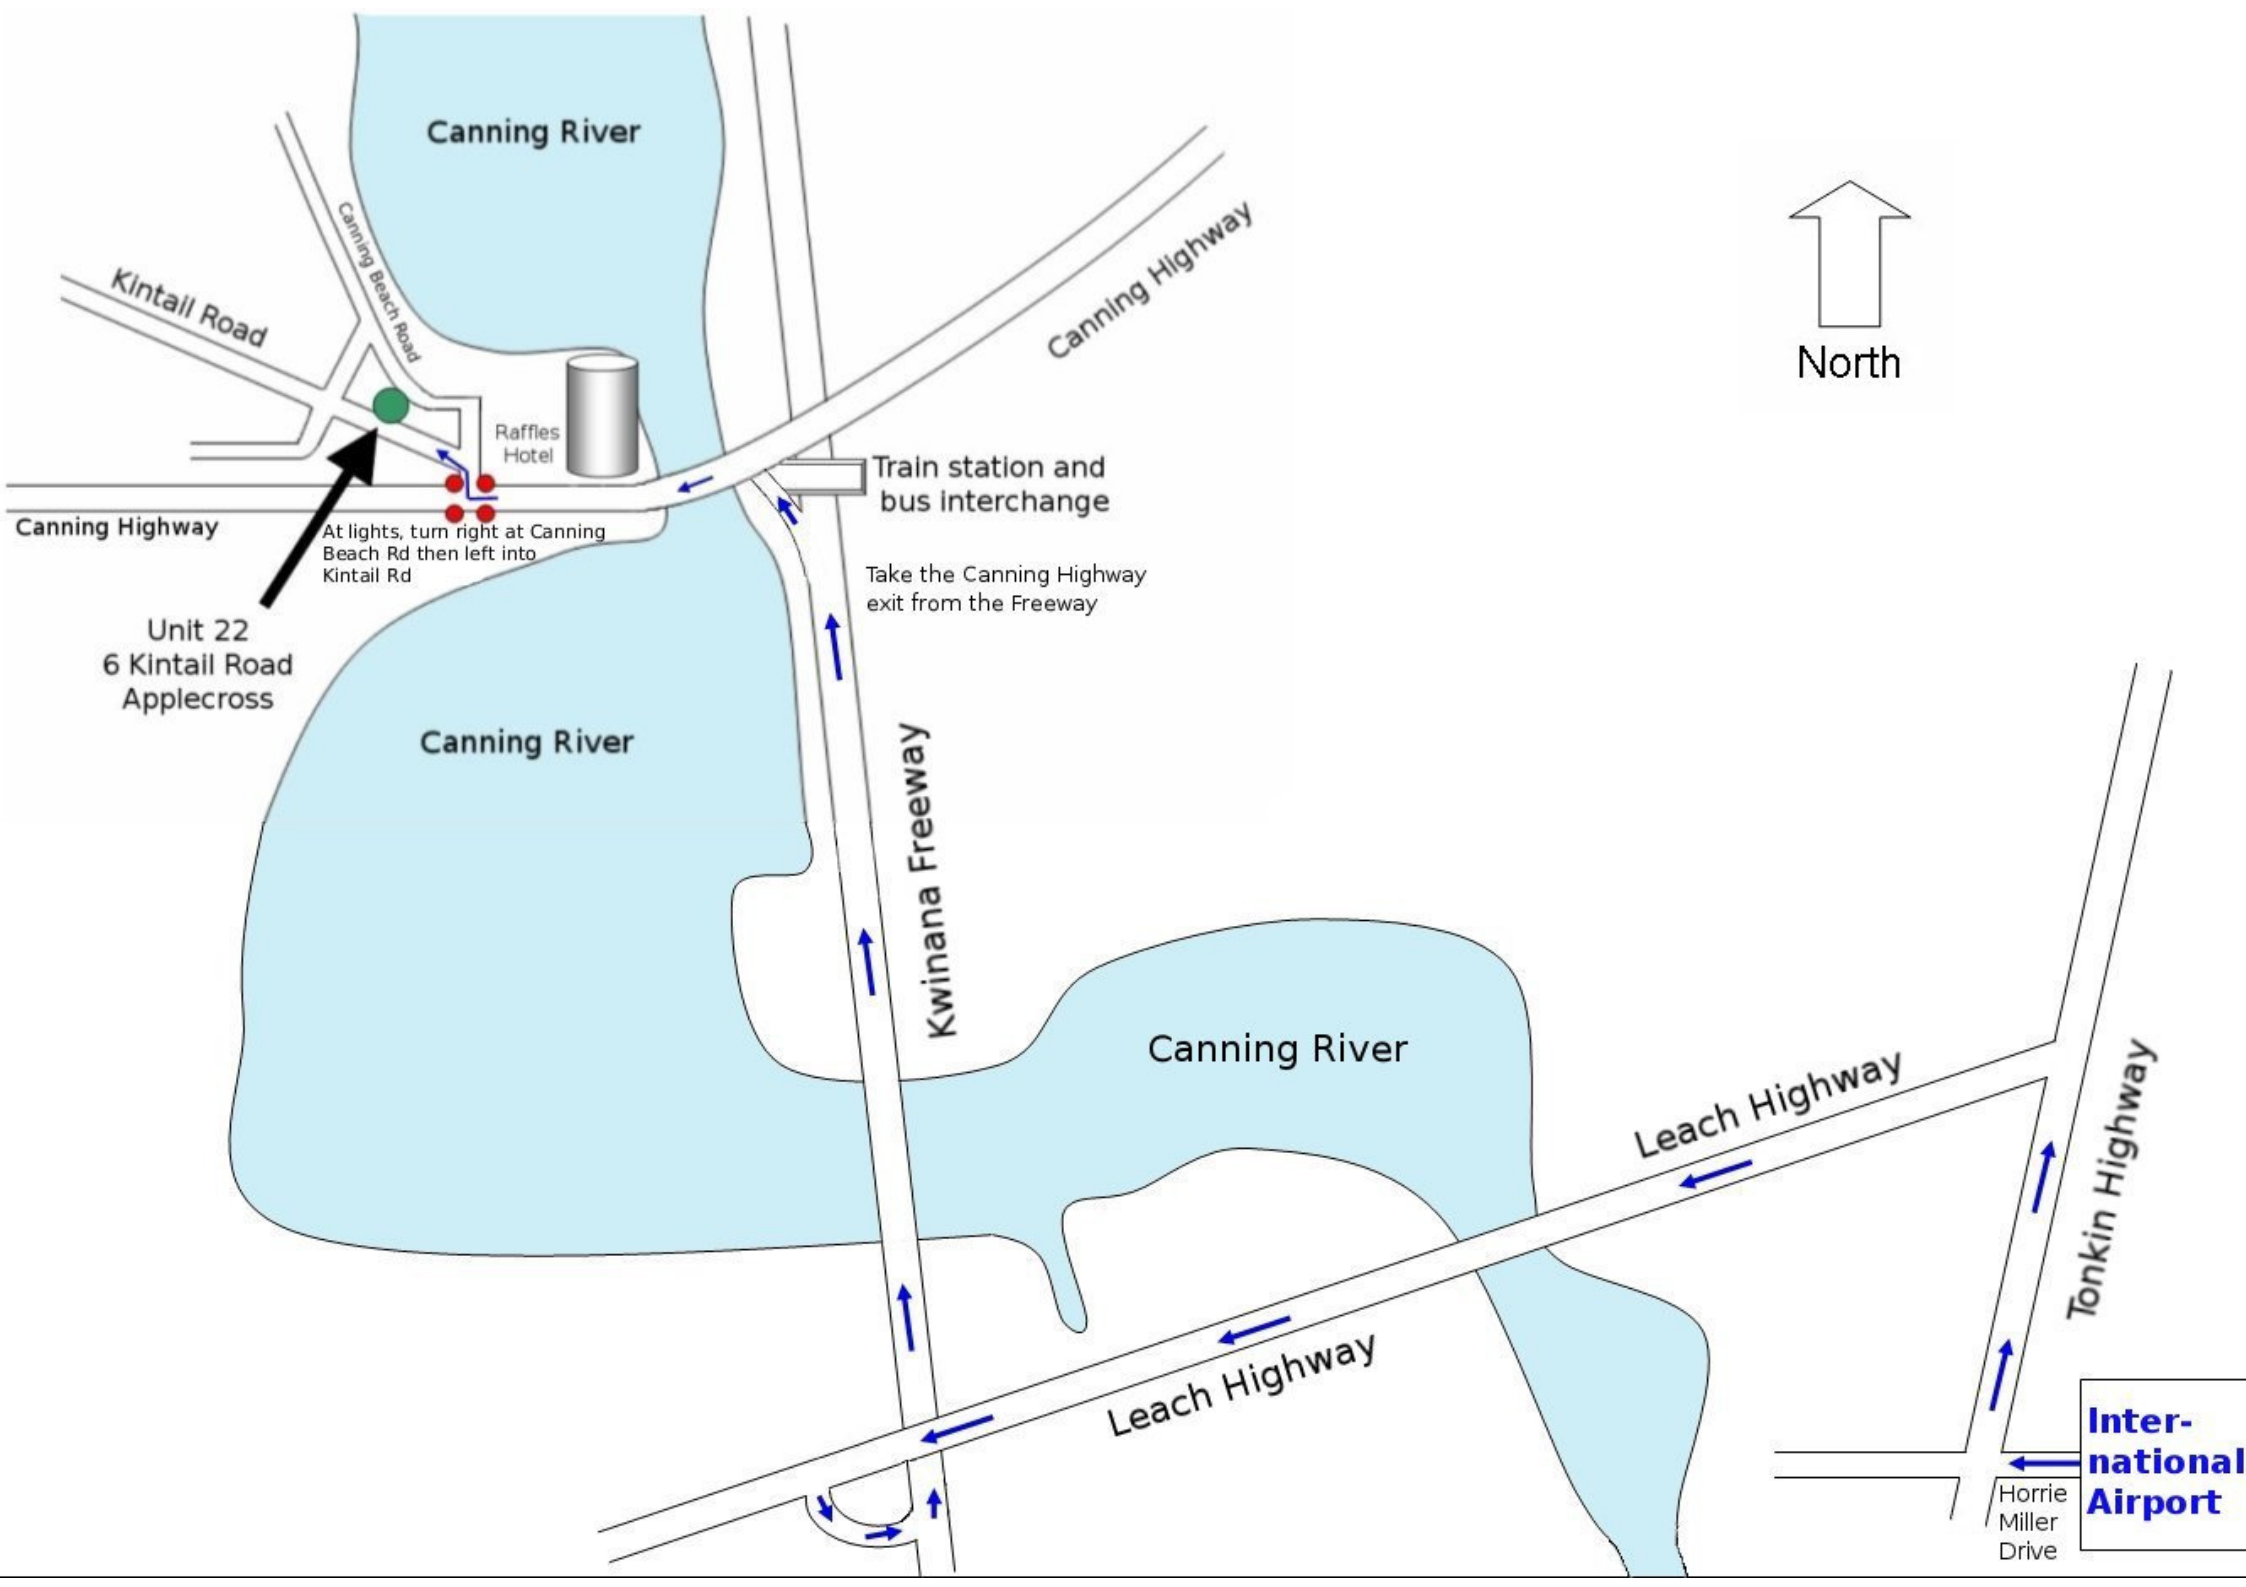 Canning River
Canning Beach Road
Kintail Road
Canning Highway
North
Raffles
Hotel
Train station and
bus interchange
Canning Highway
At lights, turn right at Canning
Beach Rd then left into
Kintail Rd
Take the Canning Highway
exit from the Freeway
Unit 22
6 Kintail Road
Applecross
Canning River
Kwinana Freeway
Canning River
Leach Highway
Tonkin Highway
Leach Highway
Inter-
national
Airport
Horrie
Miller
Drive